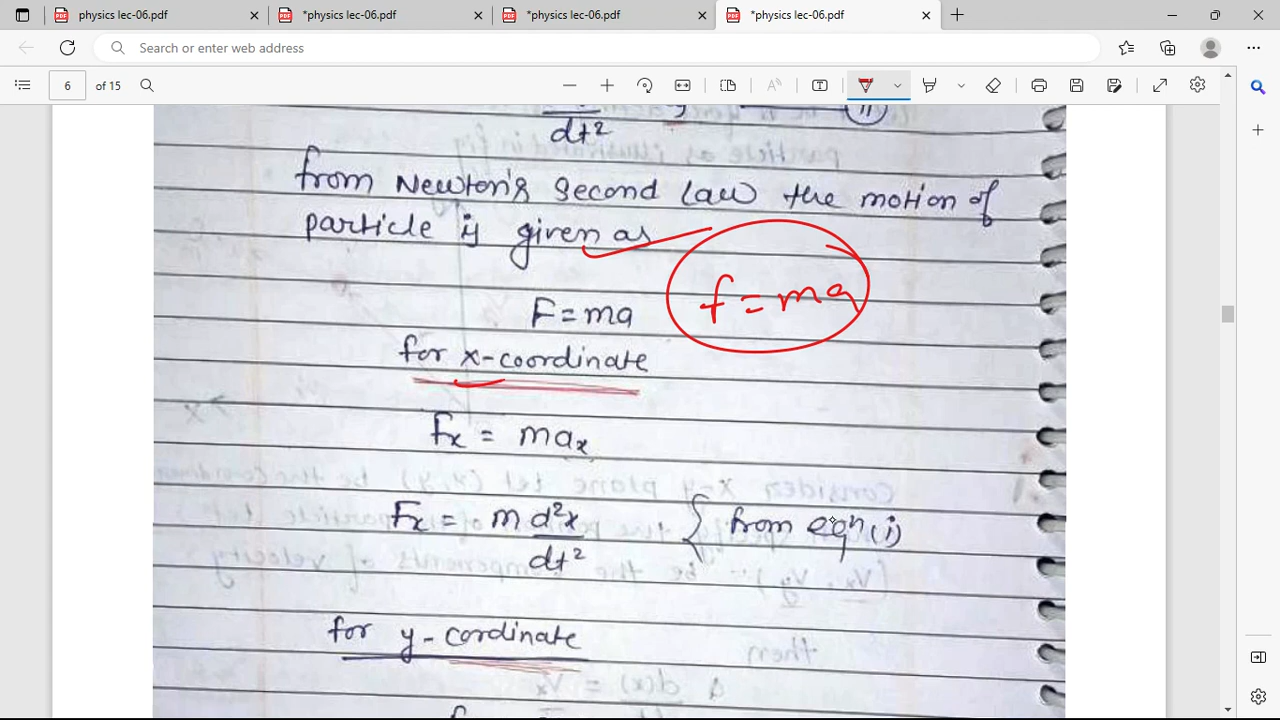 physics lec-06.pdf
*physics lec-06.pdf
*physics lec-06.pdf
*physics lec-06.pdf
Search or enter web address
6 of 15
dt²
(II)
from Newton's second law the motion of
particle is given as
F = ma
f = ma
for x-coordinate
Fx = max
Fx = m d²x
dt²
{ from eqn (i)
for y-cordinate